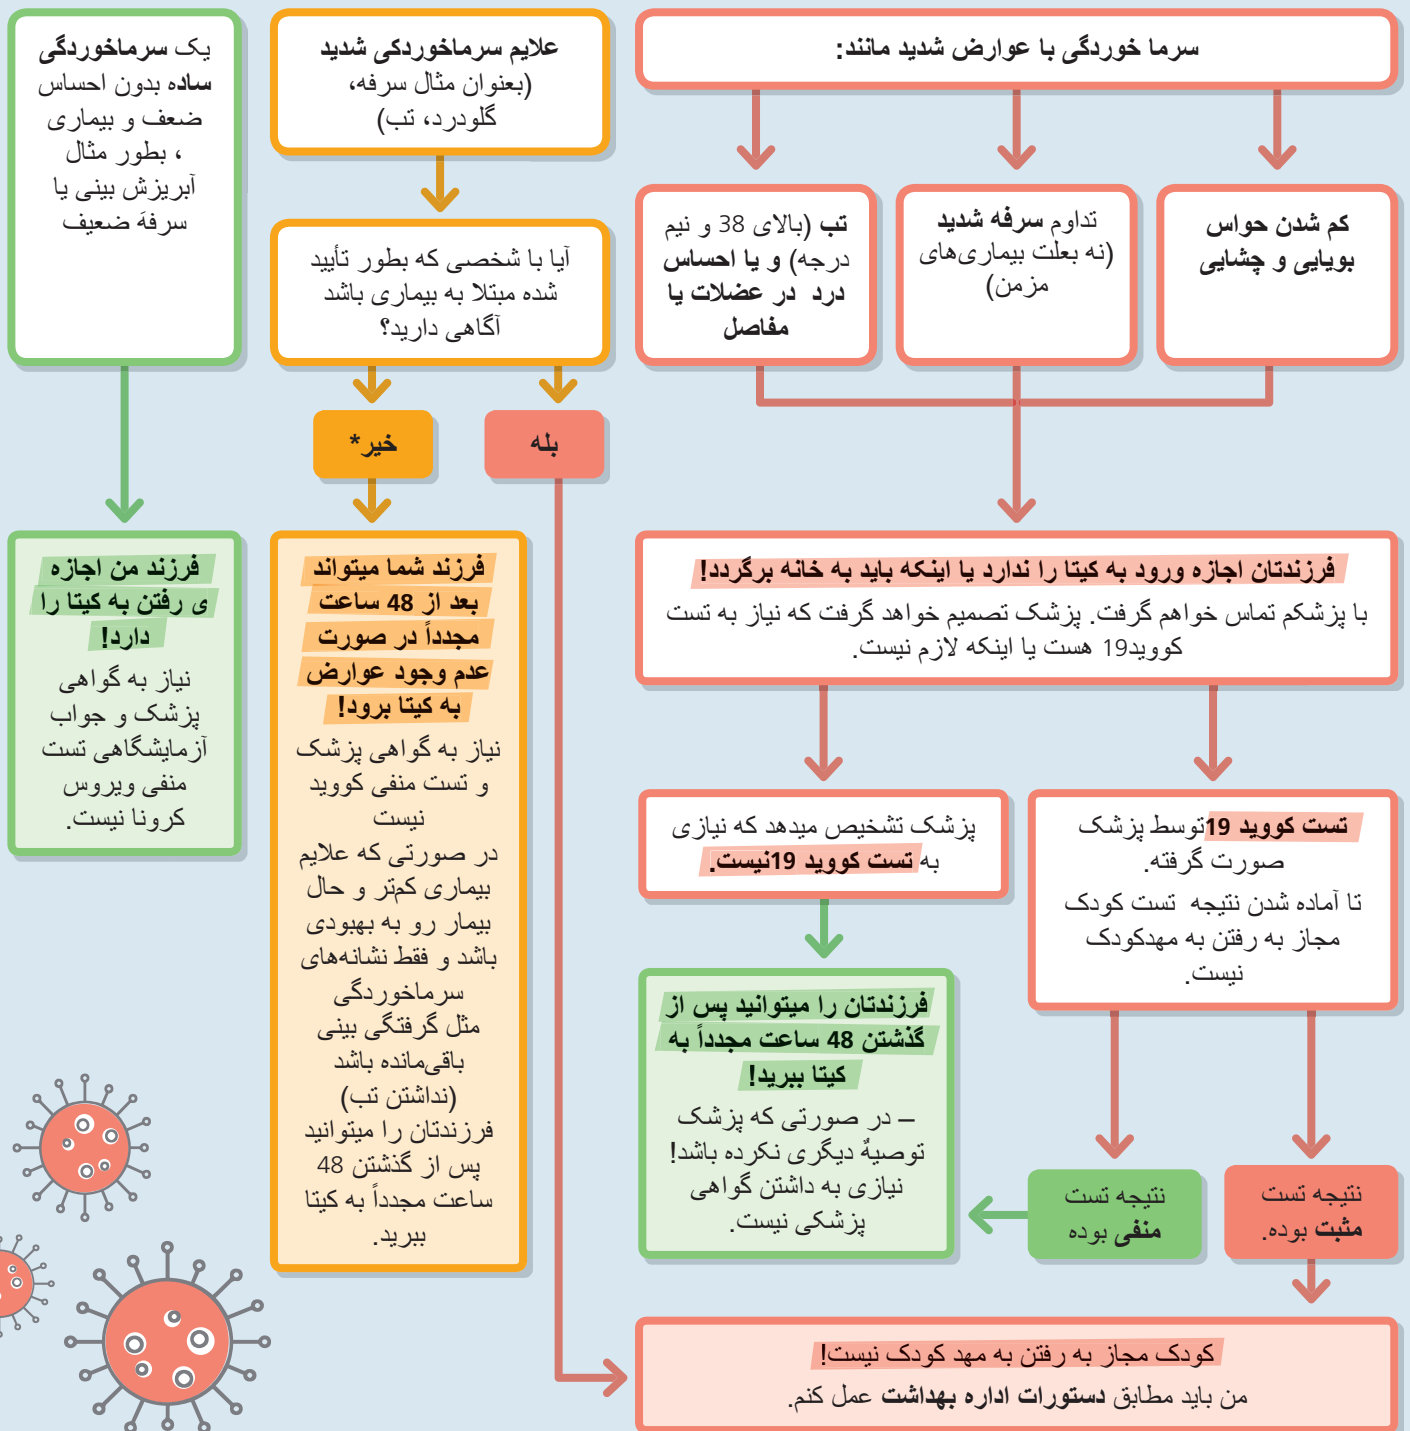 سرما خوردگی با عوارض شدید مانند:
کم شدن حواس
بویایی و چشایی
تداوم سرفه شدید
(نه بعلت بیماری‌های
مزمن)
تب (بالای 38 و نیم
درجه) و یا احساس
درد در عضلات یا
مفاصل
علایم سرماخوردکی شدید
(بعنوان مثال سرفه،
گلودرد، تب)
آیا با شخصی که بطور تأیید
شده مبتلا به بیماری باشد
آگاهی دارید؟
بله
خیر*
یک سرماخوردگی
ساده بدون احساس
ضعف و بیماری
، بطور مثال
آبریزش بینی یا
سرفهَ ضعیف
فرزندتان اجازه ورود به کیتا را ندارد یا اینکه باید به خانه برگردد!
با پزشکم تماس خواهم گرفت. پزشک تصمیم خواهد گرفت که نیاز به تست
کووید19 هست یا اینکه لازم نیست.
تست کووید 19توسط پزشک
صورت گرفته.
تا آماده شدن نتیجه تست کودک
مجاز به رفتن به مهدکودک
نیست.
پزشک تشخیص میدهد که نیازی
به تست کووید 19نیست.
فرزندتان را میتوانید پس از
گذشتن 48 ساعت مجدداً به
کیتا ببرید!
– در صورتی که پزشک
توصیهٌ دیگری نکرده باشد!
نیازی به داشتن گواهی
پزشکی نیست.
نتیجه تست
مثبت بوده.
نتیجه تست
منفی بوده
فرزند شما میتواند
بعد از 48 ساعت
مجدداً در صورت
عدم وجود عوارض
به کیتا برود!
نیاز به گواهی پزشک
و تست منفی کووید
نیست
در صورتی که علایم
بیماری کم‌تر و حال
بیمار رو به بهبودی
باشد و فقط نشانه‌های
سرماخوردگی
مثل گرفتگی بینی
باقی‌مانده باشد
(نداشتن تب)
فرزندتان را میتوانید
پس از گذشتن 48
ساعت مجدداً به کیتا
ببرید.
فرزند من اجازه
ی رفتن به کیتا را
دارد!
نیاز به گواهی
پزشک و جواب
آزمایشگاهی تست
منفی ویروس
کرونا نیست.
کودک مجاز به رفتن به مهد کودک نیست!
من باید مطابق دستورات اداره بهداشت عمل کنم.